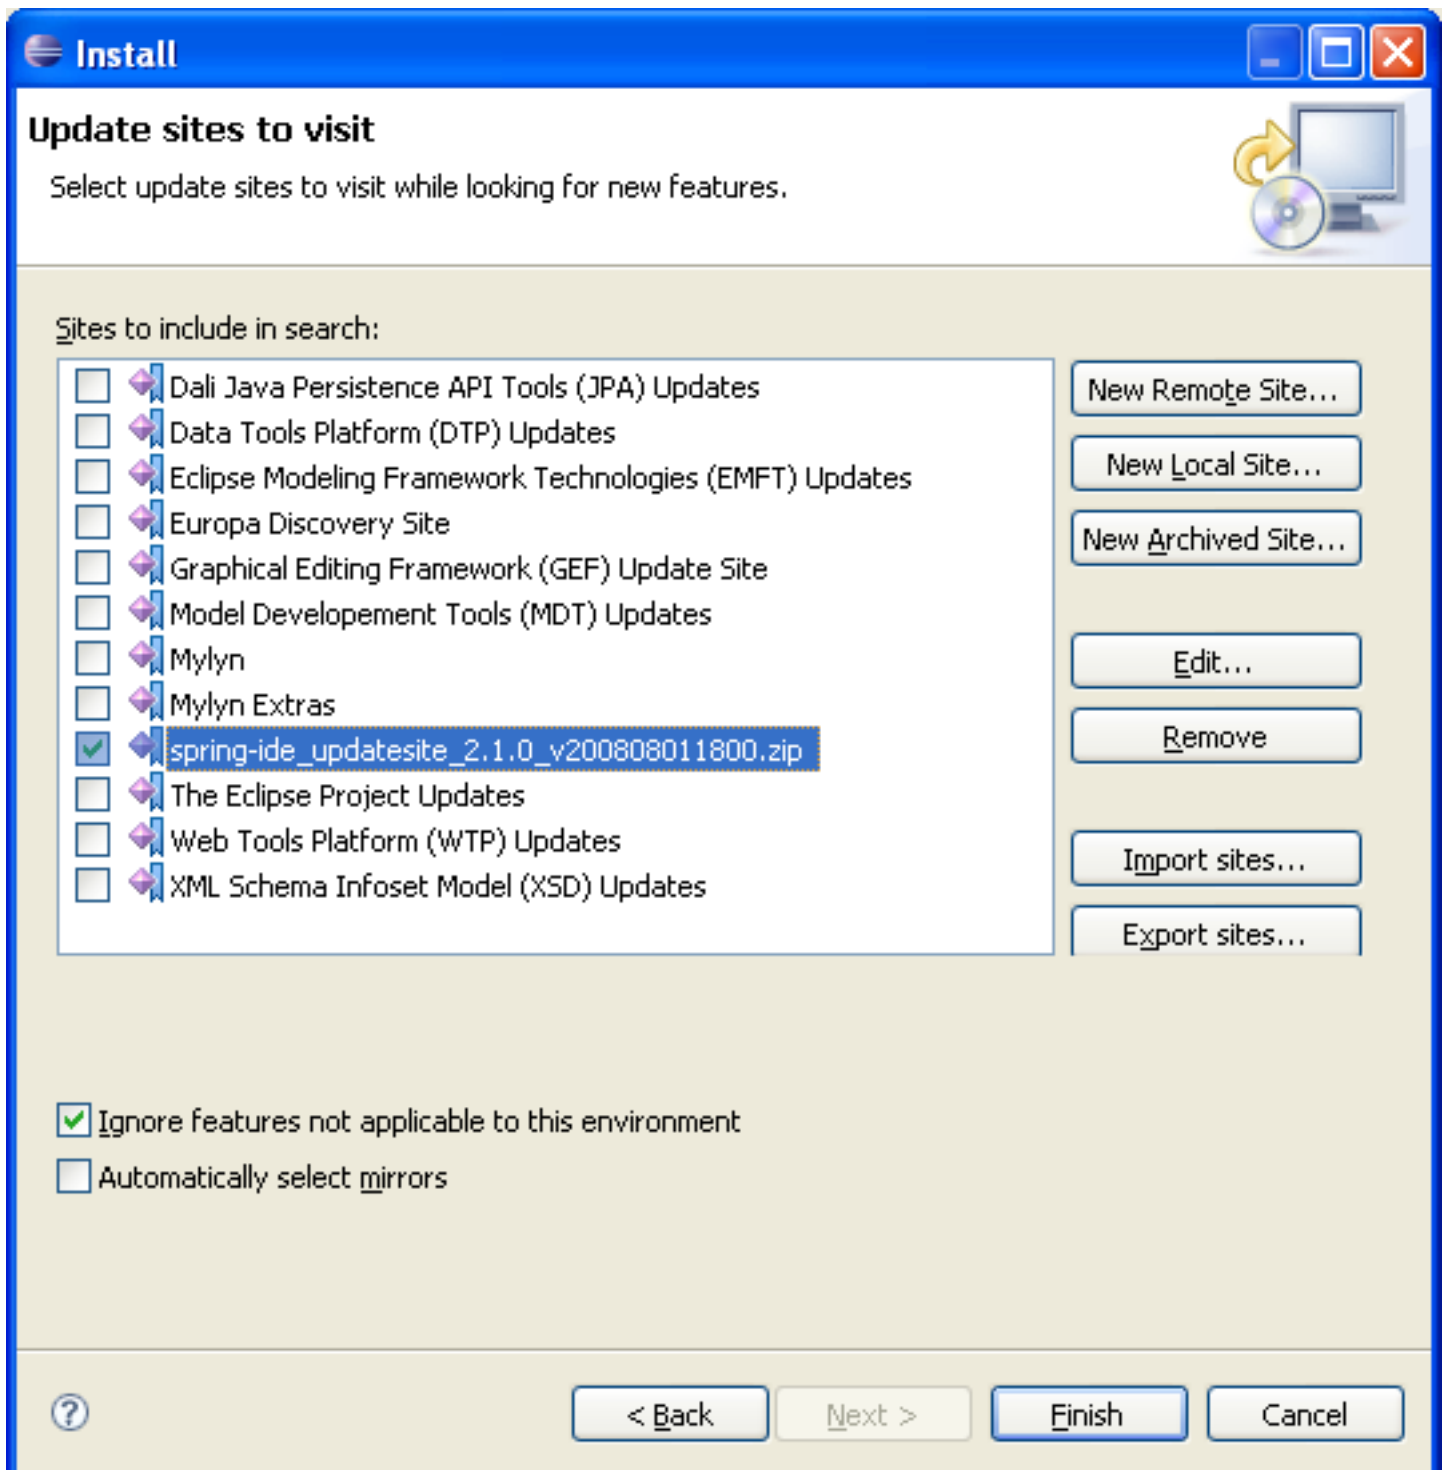 Install
Update sites to visit
Select update sites to visit while looking for new features.
Sites to include in search:
Dali Java Persistence API Tools (JPA) Updates
Data Tools Platform (DTP) Updates
Eclipse Modeling Framework Technologies (EMFT) Updates
Europa Discovery Site
Graphical Editing Framework (GEF) Update Site
Model Developement Tools (MDT) Updates
Mylyn
Mylyn Extras
spring-ide_updatesite_2.1.0_v200808011800.zip
The Eclipse Project Updates
Web Tools Platform (WTP) Updates
XML Schema Infoset Model (XSD) Updates
New Remote Site...
New Local Site...
New Archived Site...
Edit...
Remove
Import sites...
Export sites...
Ignore features not applicable to this environment
Automatically select mirrors
?
< Back Next > Finish Cancel